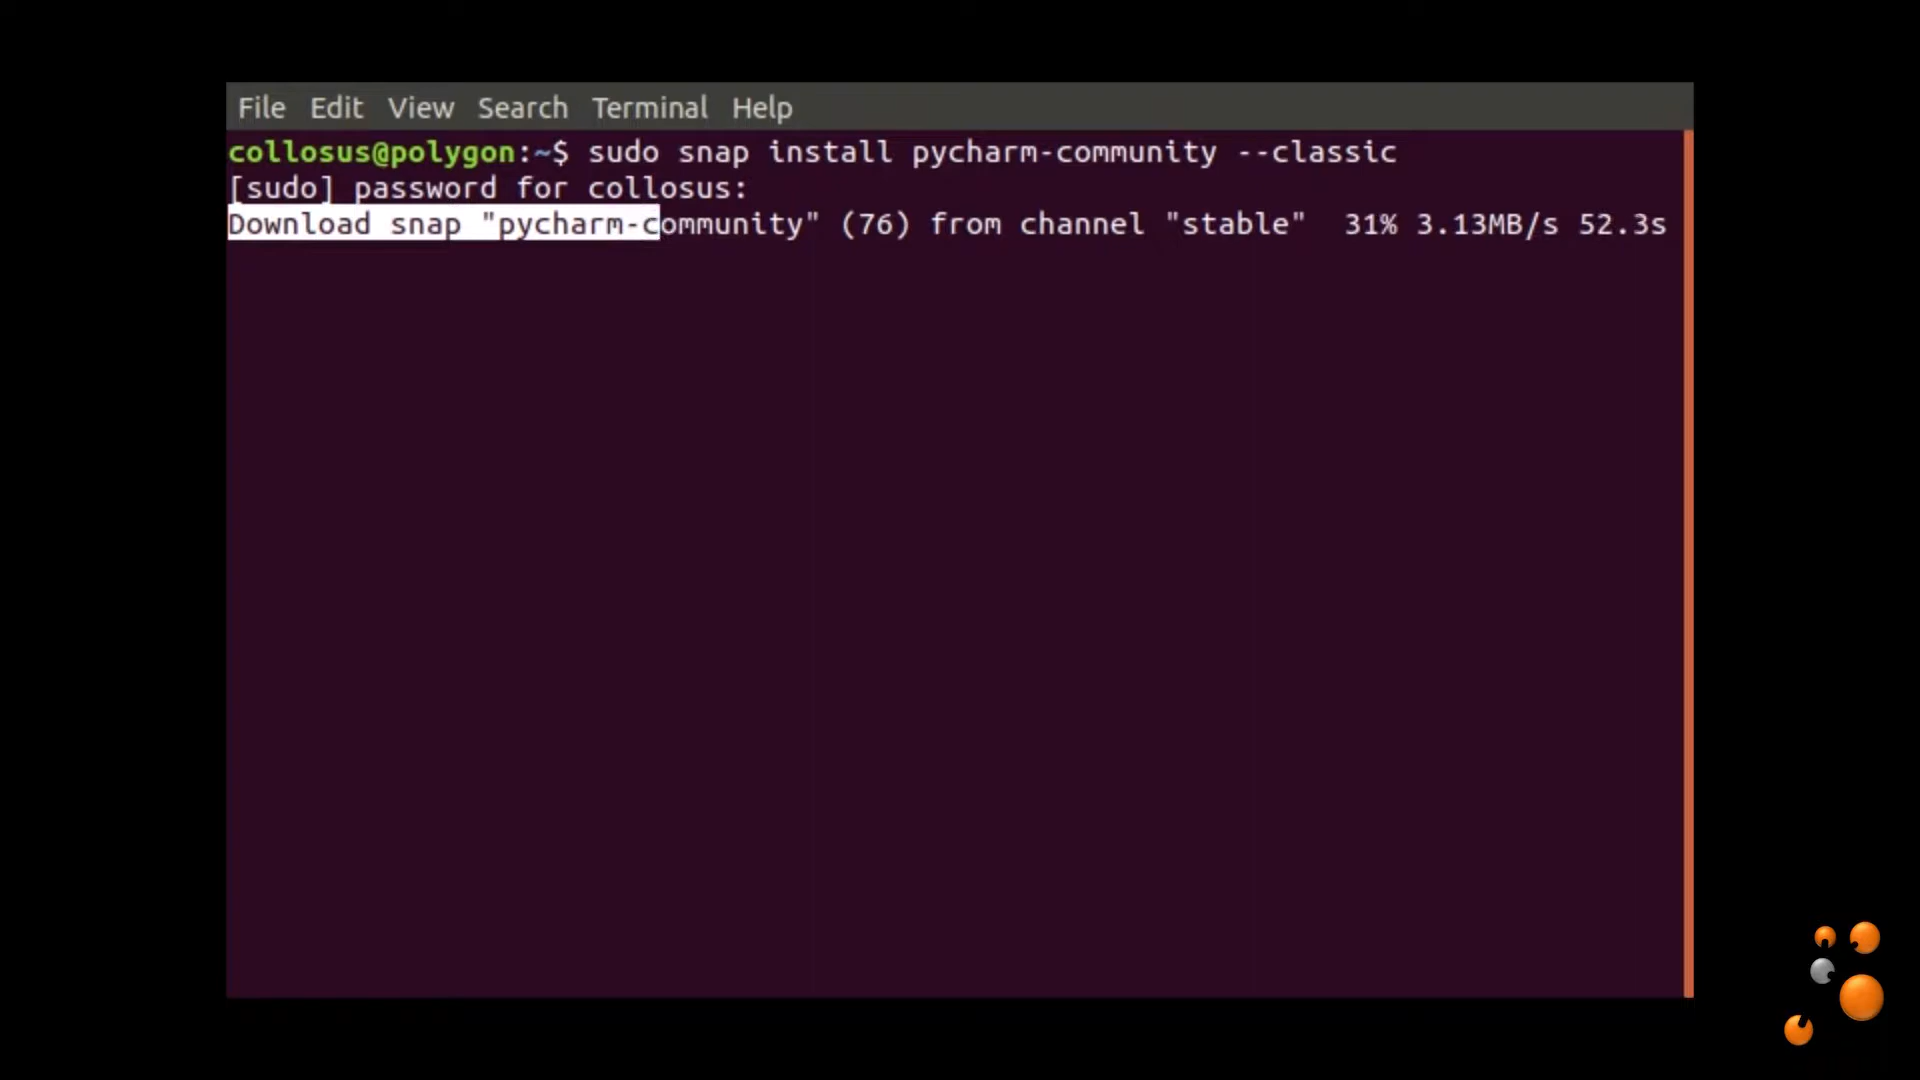 File Edit View Search Terminal Help
collosus@polygon:~$ sudo snap install pycharm-community --classic
[sudo] password for collosus:
Download snap "pycharm-community" (76) from channel "stable"  31% 3.13MB/s 52.3s